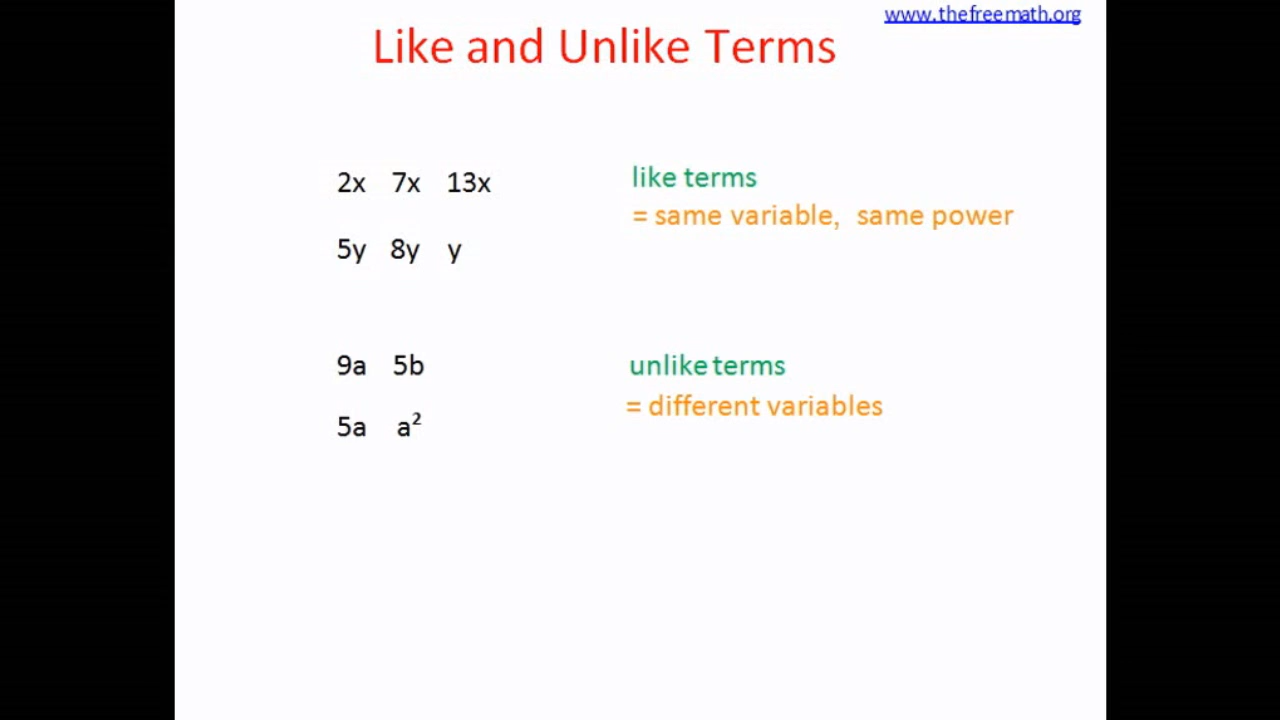 www.thefreemath.org
Like and Unlike Terms
2x 7x 13x
like terms
= same variable, same power
5y 8y y
9a 5b
unlike terms
= different variables
5a a²